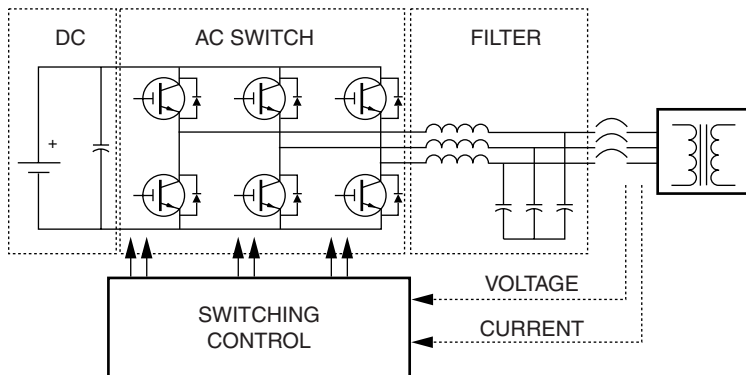 DC
AC SWITCH
FILTER
+
VOLTAGE
CURRENT
SWITCHING
CONTROL